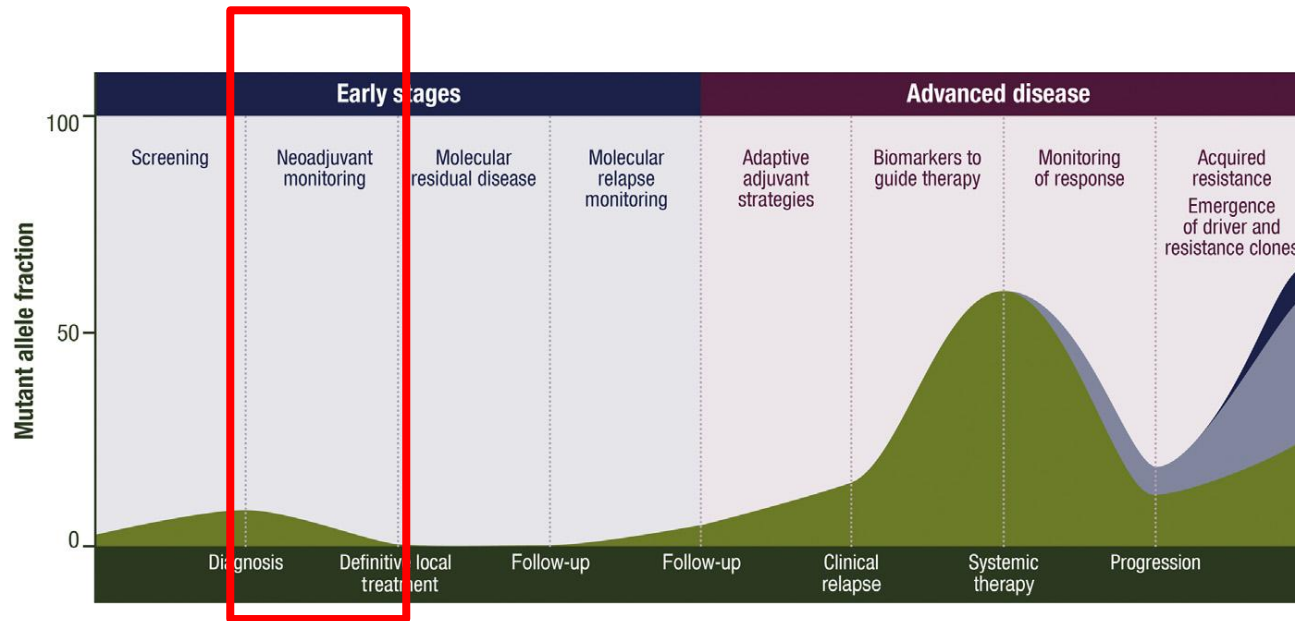 Early stages
Advanced disease
100
50
0
Mutant allele fraction
Screening
Neoadjuvant
monitoring
Molecular
residual disease
Molecular
relapse
monitoring
Adaptive
adjuvant
strategies
Biomarkers to
guide therapy
Monitoring
of response
Acquired
resistance
Emergence
of driver and
resistance clones
Diagnosis
Definitive local
treatment
Follow-up
Follow-up
Clinical
relapse
Systemic
therapy
Progression